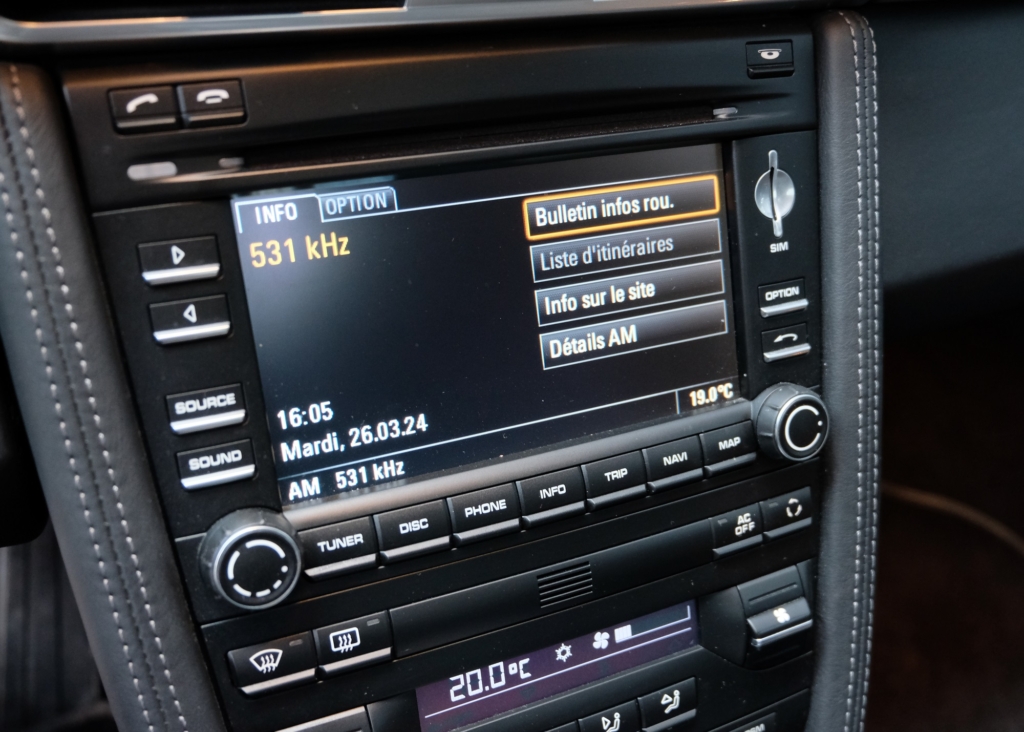 INFO OPTION
531 kHz
Bulletin infos rou.
Liste d'itinéraires
Info sur le site
Détails AM
16:05
Mardi, 26.03.24
19.0°C
AM 531 kHz
SIM
OPTION
SOURCE
SOUND
TUNER DISC PHONE INFO TRIP NAVI MAP
AC
OFF
20.0°C